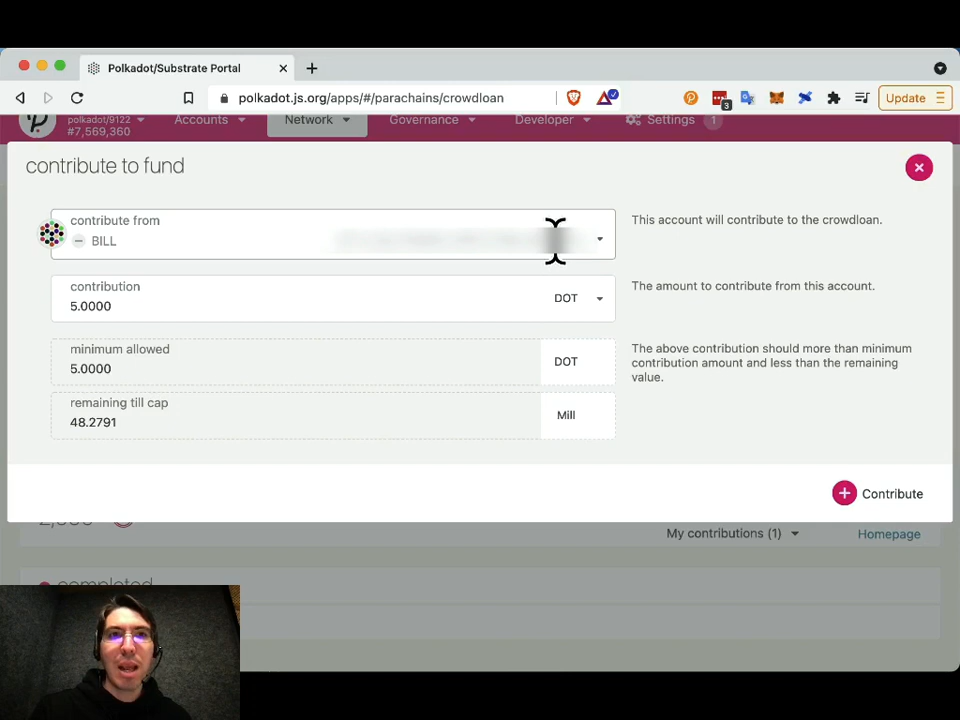 Polkadot/Substrate Portal
polkadot.js.org/apps/#/parachains/crowdloan
3
Update
polkadot/9122
#7,569,360
Accounts
Network
Governance
Developer
Settings
1
contribute to fund
contribute from
BILL
This account will contribute to the crowdloan.
contribution
5.0000
DOT
The amount to contribute from this account.
minimum allowed
5.0000
DOT
The above contribution should more than minimum
contribution amount and less than the remaining
value.
remaining till cap
48.2791
Mill
Contribute
My contributions (1)
Homepage
completed